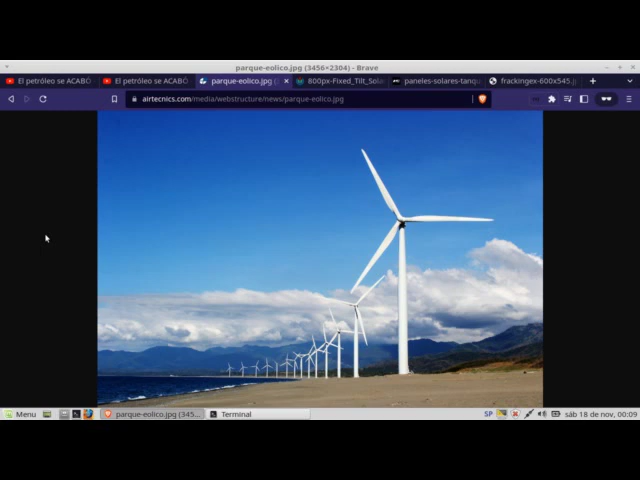 parque-eolico.jpg (3456×2304) - Brave
El petróleo se ACABÓ
El petróleo se ACABÓ
parque-eolico.jpg (
800px-Fixed_Tilt_Sola
paneles-solares-tanq
frackingex-600x545.j
airtecnics.com/media/webstructure/news/parque-eolico.jpg
Menu
parque-eolico.jpg (345...
Terminal
SP
sáb 18 de nov, 00:09